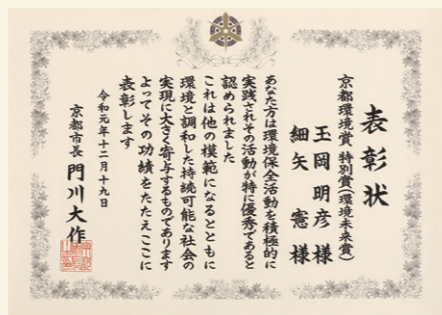 表彰状
京都環境賞 特別賞(環境未来賞)
玉岡明彦様
細矢 憲 様
あなた方は環境保全活動を積極的に
実践されその活動が特に優秀であると
認められました
これは他の模範になるとともに
環境と調和した持続可能な社会の
実現に大きく寄与するものであります
よってその功績をたたえここに
表彰します
令和元年十二月十九日
京都市長 門川大作